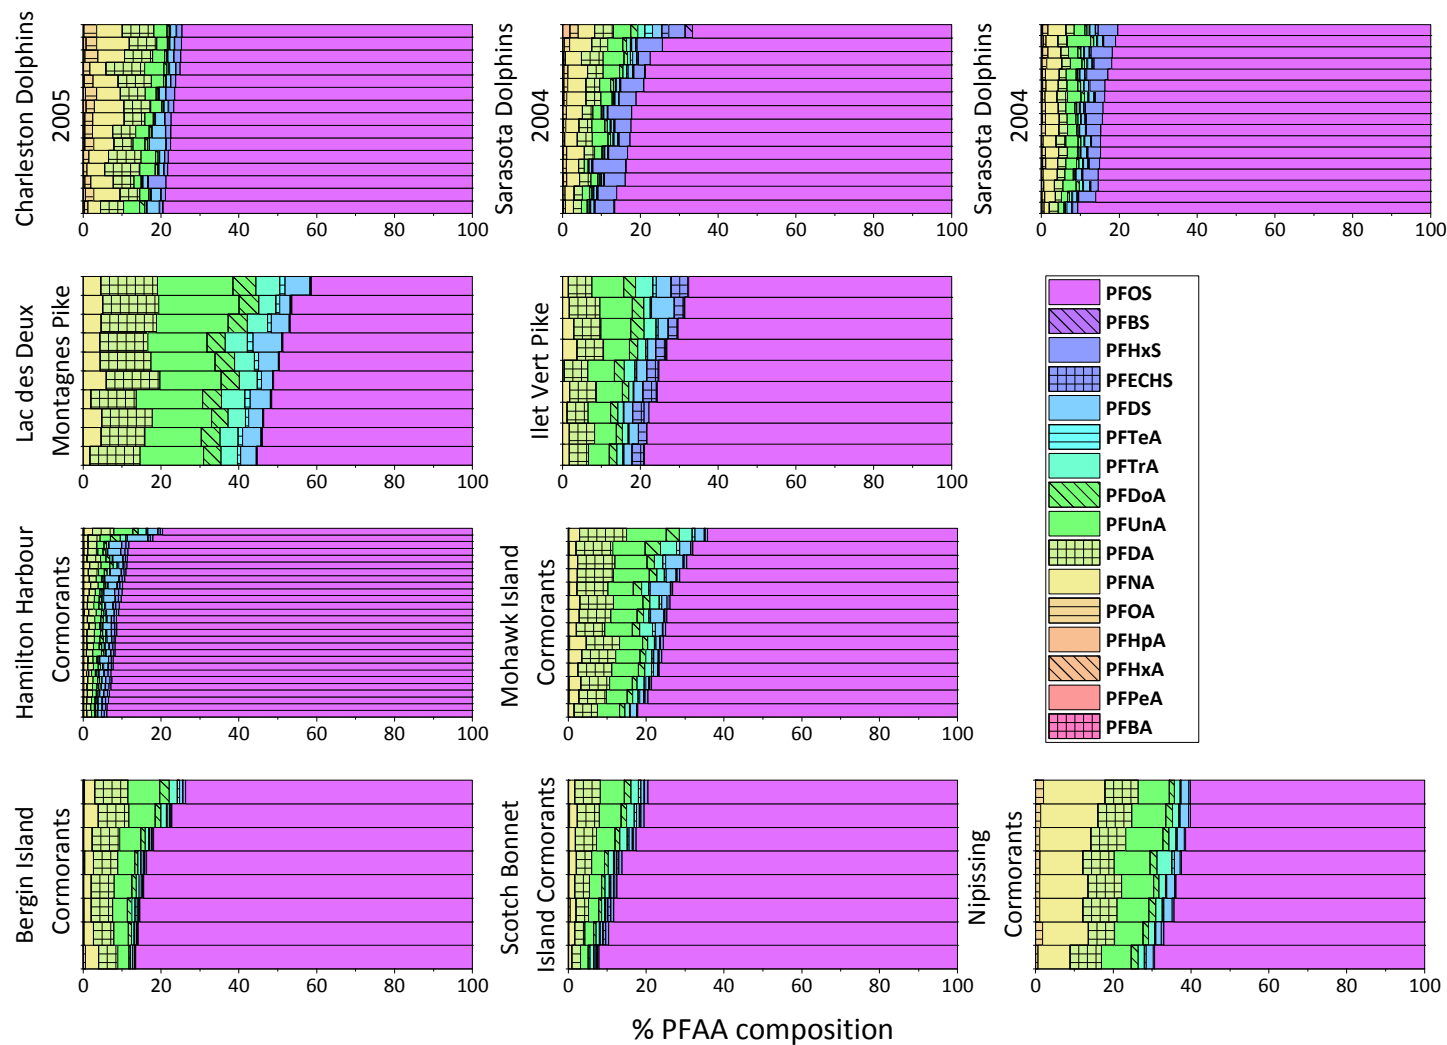 Charleston Dolphins
2005
0 20 40 60 80 100
Sarasota Dolphins
2004
0 20 40 60 80 100
Sarasota Dolphins
2004
0 20 40 60 80 100
Lac des Deux
Montagnes Pike
0 20 40 60 80 100
Ilet Vert Pike
0 20 40 60 80 100
PFOS
PFBS
PFHxS
PFECHS
PFDS
PFTeA
PFTrA
PFDoA
PFUnA
PFDA
PFNA
PFOA
PFHpA
PFHxA
PFPeA
PFBA
Hamilton Harbour
Cormorants
0 20 40 60 80 100
Mohawk Island
Cormorants
0 20 40 60 80 100
Bergin Island
Cormorants
0 20 40 60 80 100
Scotch Bonnet
Island Cormorants
0 20 40 60 80 100
Nipissing
Cormorants
0 20 40 60 80 100
% PFAA composition